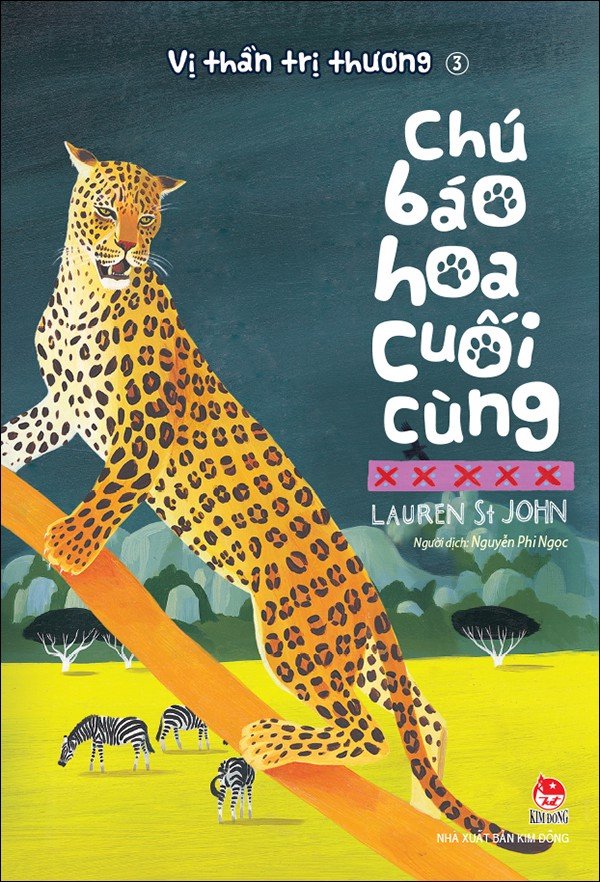 Vị thần trị thương 3
Chú
báo
hoa
cuối
cùng
LAUREN St JOHN
Người dịch: Nguyễn Phi Ngọc
KIM ĐỒNG
NHÀ XUẤT BẢN KIM ĐỒNG